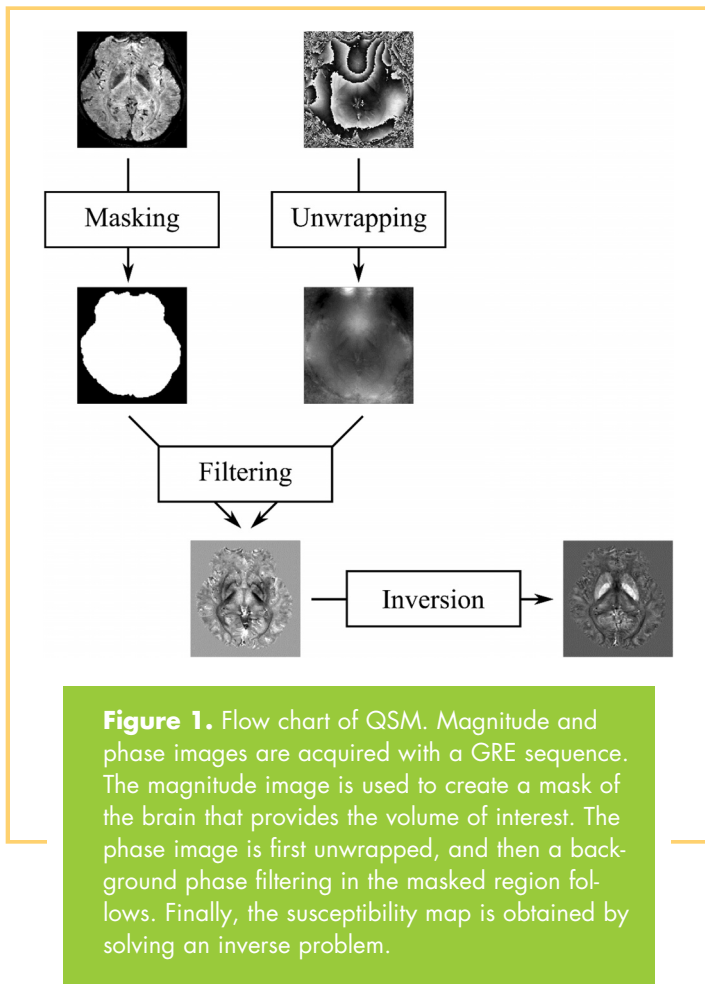 Masking
Unwrapping
Filtering
Inversion
Figure 1. Flow chart of QSM. Magnitude and
phase images are acquired with a GRE sequence.
The magnitude image is used to create a mask of
the brain that provides the volume of interest. The
phase image is first unwrapped, and then a back-
ground phase filtering in the masked region fol-
lows. Finally, the susceptibility map is obtained by
solving an inverse problem.